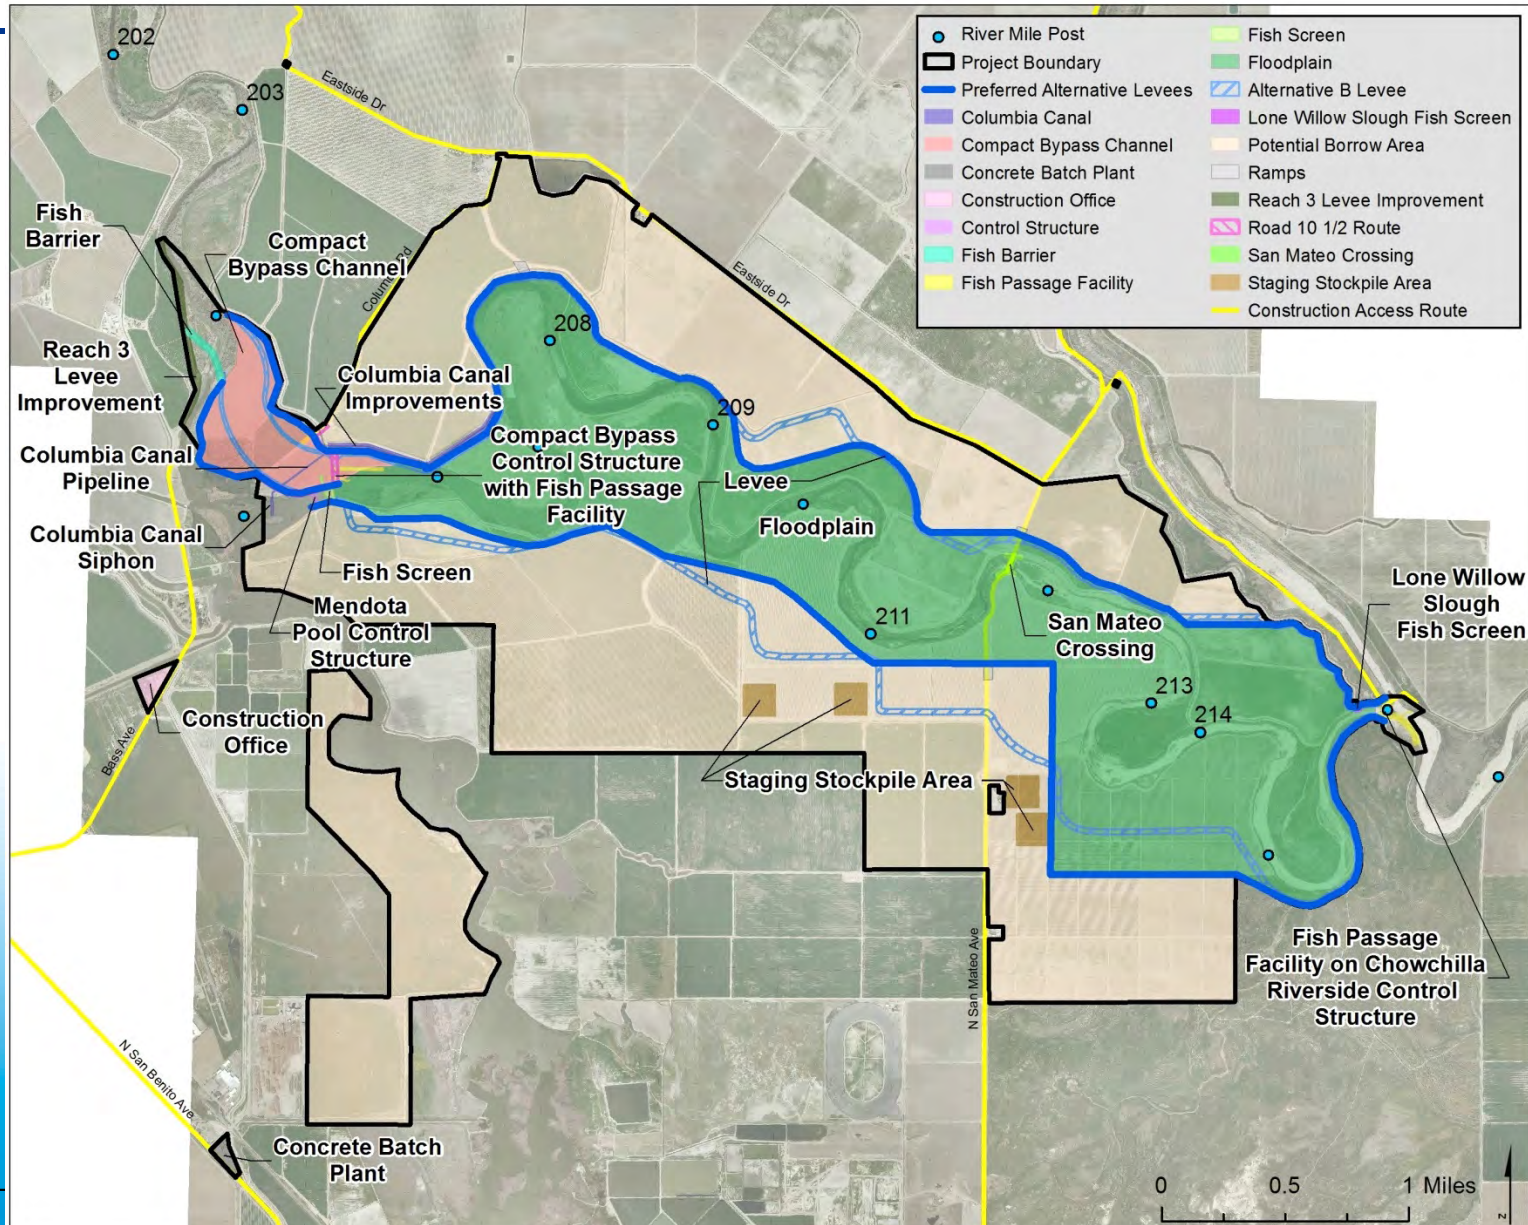 202
203
Eastside Dr
River Mile Post
Project Boundary
Preferred Alternative Levees
Columbia Canal
Compact Bypass Channel
Concrete Batch Plant
Construction Office
Control Structure
Fish Barrier
Fish Passage Facility
Fish Screen
Floodplain
Alternative B Levee
Lone Willow Slough Fish Screen
Potential Borrow Area
Ramps
Reach 3 Levee Improvement
Road 10 1/2 Route
San Mateo Crossing
Staging Stockpile Area
Construction Access Route
Fish
Barrier
Compact
Bypass Channel
Eastside Dr
208
Reach 3
Levee
Improvement
Columbia Canal
Improvements
209
Compact Bypass
Control Structure
with Fish Passage
Facility
Columbia Canal
Pipeline
Levee
Floodplain
Columbia Canal
Siphon
Fish Screen
Mendota
Pool Control
Structure
211
San Mateo
Crossing
Lone Willow
Slough
Fish Screen
213
214
Construction
Office
Bass Ave
Staging Stockpile Area
Fish Passage
Facility on Chowchilla
Riverside Control
Structure
N San Mateo Ave
N San Benito Ave
Concrete Batch
Plant
0
0.5
1 Miles
N